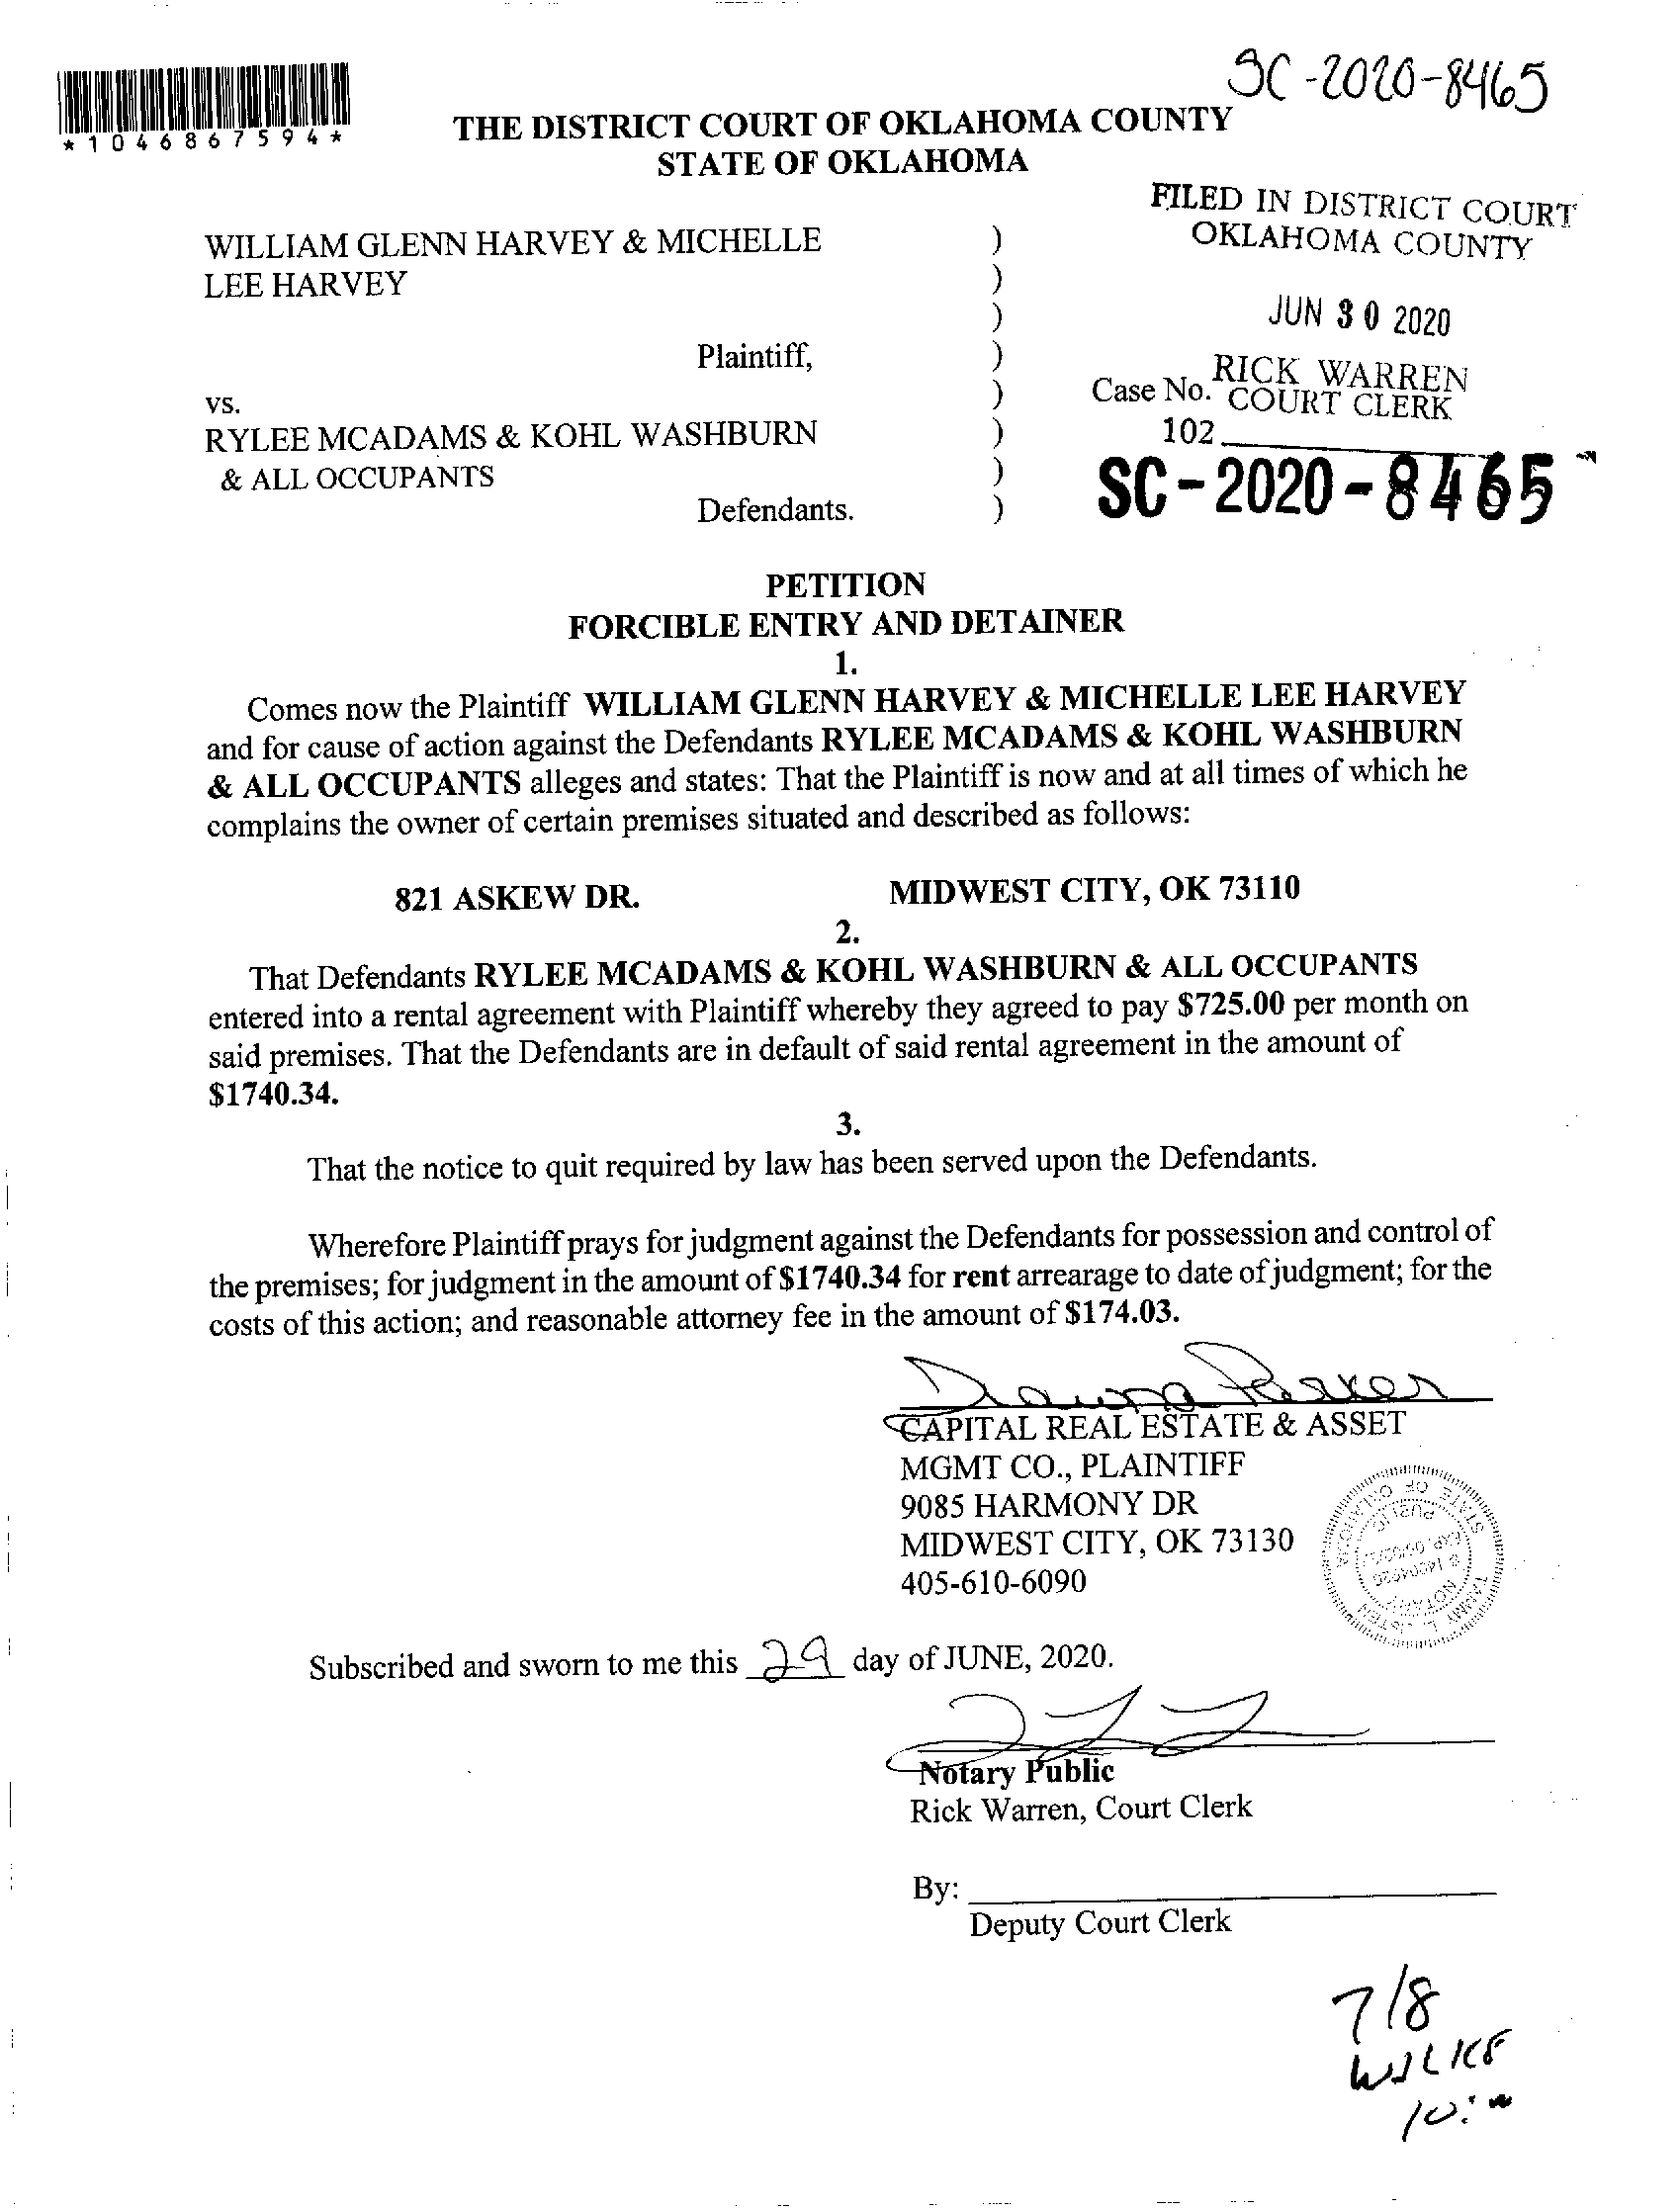 SC-2020-8465
*1046867594*
THE DISTRICT COURT OF OKLAHOMA COUNTY
STATE OF OKLAHOMA
FILED IN DISTRICT COURT
OKLAHOMA COUNTY
JUN 30 2020
RICK WARREN
COURT CLERK
102
WILLIAM GLENN HARVEY & MICHELLE )
LEE HARVEY )
)
Plaintiff, )
vs. )
RYLEE MCADAMS & KOHL WASHBURN )
& ALL OCCUPANTS )
Defendants. )
Case No.
SC-2020-8465
PETITION
FORCIBLE ENTRY AND DETAINER
1.
Comes now the Plaintiff WILLIAM GLENN HARVEY & MICHELLE LEE HARVEY
and for cause of action against the Defendants RYLEE MCADAMS & KOHL WASHBURN
& ALL OCCUPANTS alleges and states: That the Plaintiff is now and at all times of which he
complains the owner of certain premises situated and described as follows:
821 ASKEW DR. MIDWEST CITY, OK 73110
2.
That Defendants RYLEE MCADAMS & KOHL WASHBURN & ALL OCCUPANTS
entered into a rental agreement with Plaintiff whereby they agreed to pay $725.00 per month on
said premises. That the Defendants are in default of said rental agreement in the amount of
$1740.34.
3.
That the notice to quit required by law has been served upon the Defendants.
Wherefore Plaintiff prays for judgment against the Defendants for possession and control of
the premises; for judgment in the amount of $1740.34 for rent arrearage to date of judgment; for the
costs of this action; and reasonable attorney fee in the amount of $174.03.
CAPITAL REAL ESTATE & ASSET
MGMT CO., PLAINTIFF
9085 HARMONY DR
MIDWEST CITY, OK 73130
405-610-6090
STATE OF OKLAHOMA
PUBLIC
NOTARY
Subscribed and sworn to me this 29 day of JUNE, 2020.
Notary Public
Rick Warren, Court Clerk
By:
Deputy Court Clerk
7/8
10: